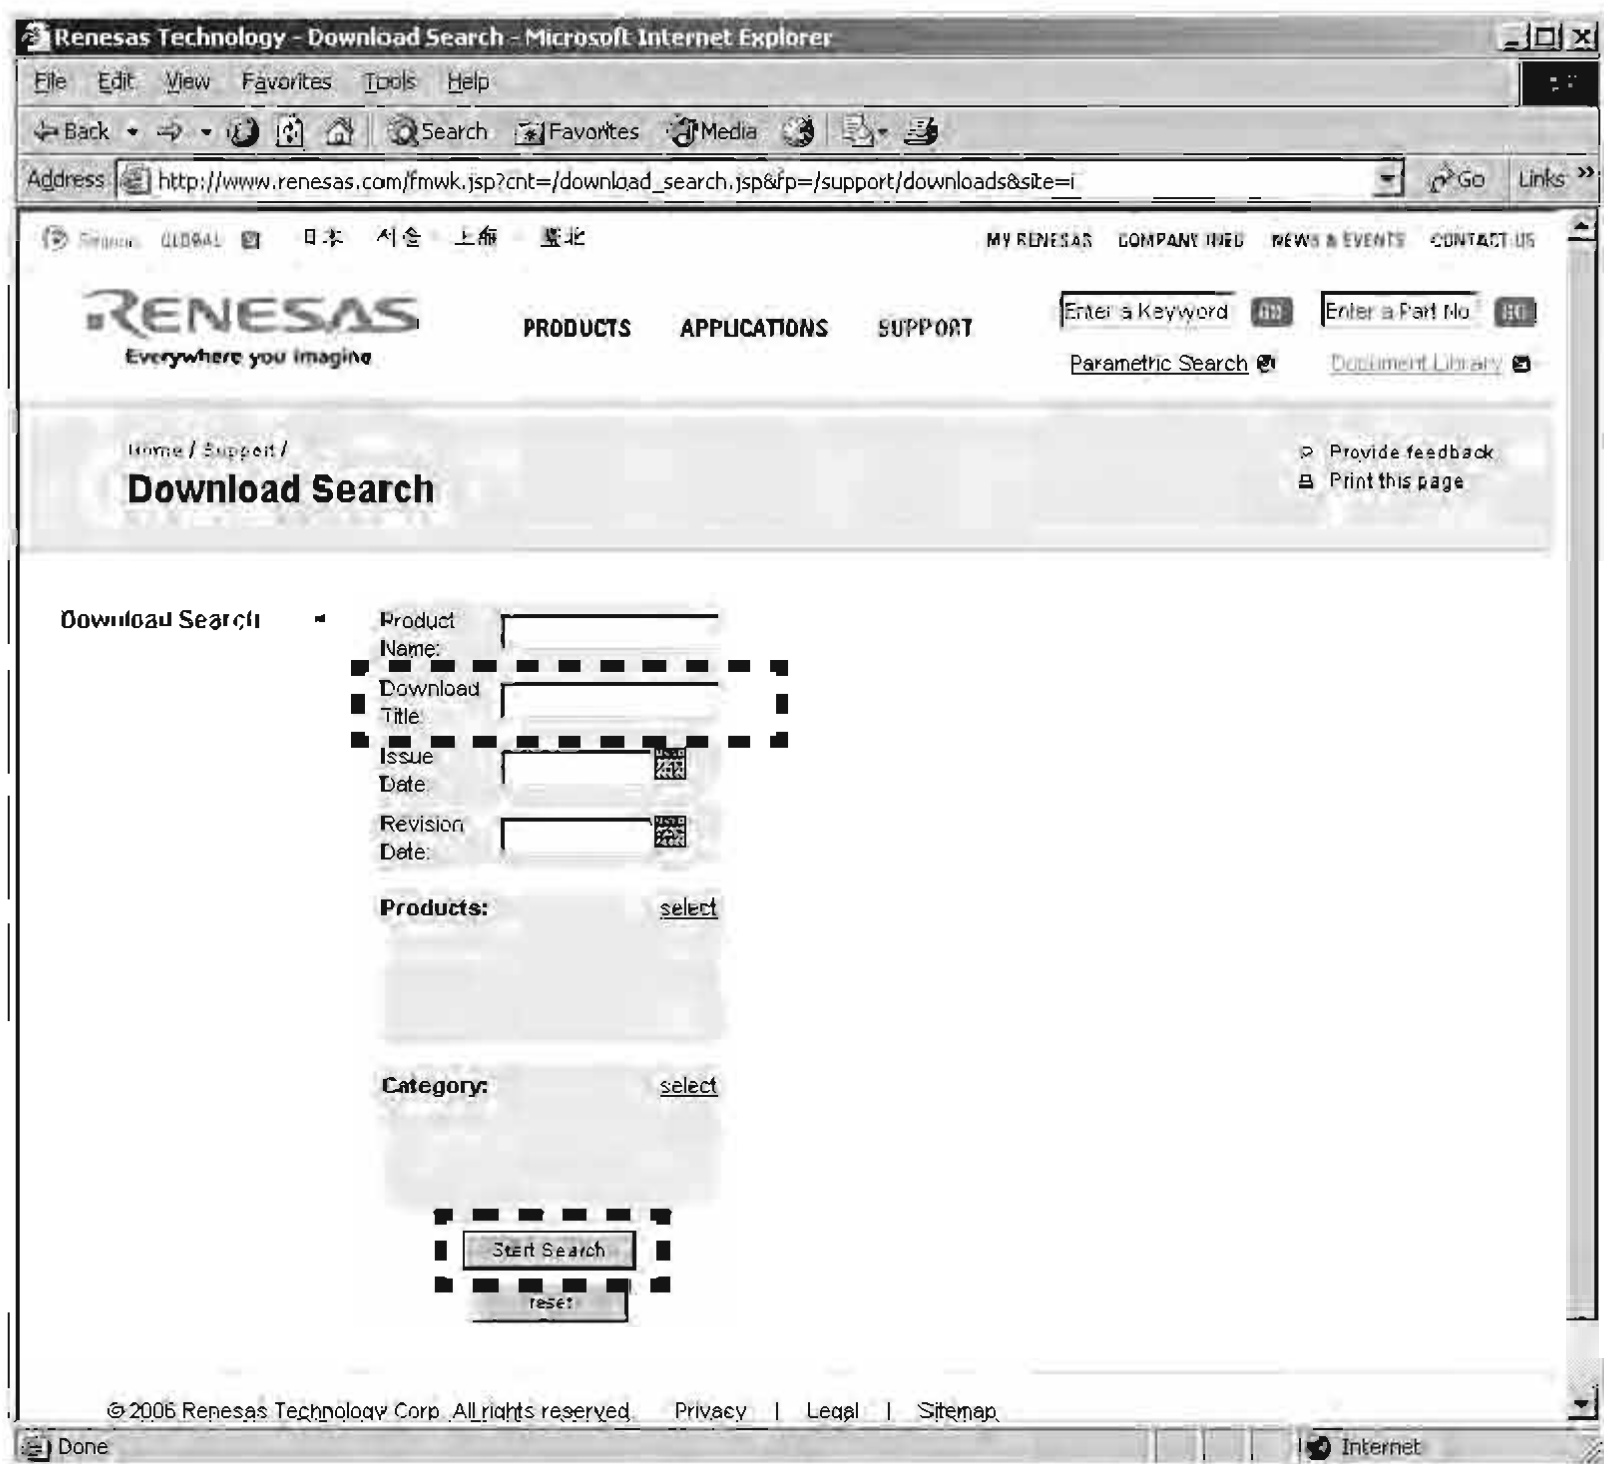 Renesas Technology - Download Search - Microsoft Internet Explorer
File Edit View Favorites Tools Help
Back Search Favorites Media
Address http://www.renesas.com/fmwk.jsp?cnt=/download_search.jsp&fp=/support/downloads&site=i Go Links »
GLOBAL 日本 서울 上海 臺北 MY RENESAS COMPANY INFO NEWS & EVENTS CONTACT US
RENESAS
Everywhere you imagine
PRODUCTS APPLICATIONS SUPPORT
Enter a Keyword GO Enter a Part No GO
Parametric Search Document Library
Home / Support /
Download Search
Provide feedback
Print this page
Download Search
Product Name:
Download Title:
Issue Date:
Revision Date:
Products: select
Category: select
Start Search
reset
© 2006 Renesas Technology Corp. All rights reserved. Privacy | Legal | Sitemap
Done Internet